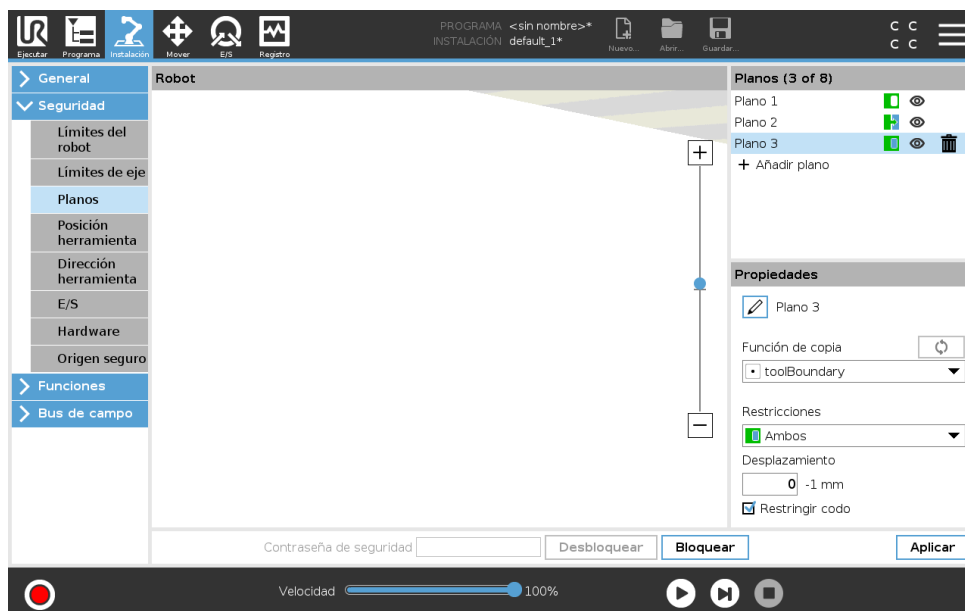 PROGRAMA <sin nombre>*
INSTALACIÓN default_1*
Ejecutar Programa Instalación Mover E/S Registro Nuevo... Abrir... Guardar...
C C
C C
General
Seguridad
Límites del
robot
Límites de eje
Planos
Posición
herramienta
Dirección
herramienta
E/S
Hardware
Origen seguro
Funciones
Bus de campo
Robot
Planos (3 of 8)
Plano 1
Plano 2
Plano 3
Añadir plano
Propiedades
Plano 3
Función de copia
toolBoundary
Restricciones
Ambos
Desplazamiento
0 -1 mm
Restringir codo
Contraseña de seguridad Desbloquear Bloquear Aplicar
Velocidad 100%